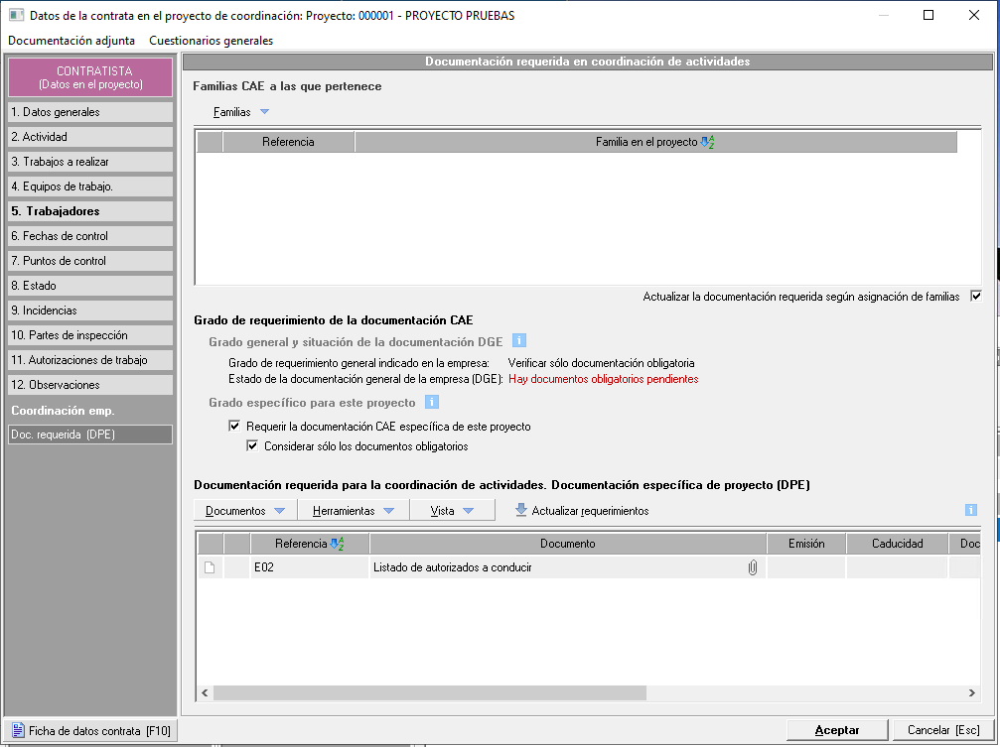 Datos de la contrata en el proyecto de coordinación: Proyecto: 000001 - PROYECTO PRUEBAS
Documentación adjunta Cuestionarios generales
CONTRATISTA
(Datos en el proyecto)
1. Datos generales
2. Actividad
3. Trabajos a realizar
4. Equipos de trabajo.
5. Trabajadores
6. Fechas de control
7. Puntos de control
8. Estado
9. Incidencias
10. Partes de inspección
11. Autorizaciones de trabajo
12. Observaciones
Coordinación emp.
Doc. requerida (DPE)
Documentación requerida en coordinación de actividades
Familias CAE a las que pertenece
Familias
Referencia Familia en el proyecto
Actualizar la documentación requerida según asignación de familias
Grado de requerimiento de la documentación CAE
Grado general y situación de la documentación DGE
Grado de requerimiento general indicado en la empresa: Verificar sólo documentación obligatoria
Estado de la documentación general de la empresa (DGE): Hay documentos obligatorios pendientes
Grado específico para este proyecto
Requerir la documentación CAE específica de este proyecto
Considerar sólo los documentos obligatorios
Documentación requerida para la coordinación de actividades. Documentación específica de proyecto (DPE)
Documentos Herramientas Vista Actualizar requerimientos
Referencia Documento Emisión Caducidad Doc
E02 Listado de autorizados a conducir
Ficha de datos contrata [F10]
Aceptar Cancelar [Esc]